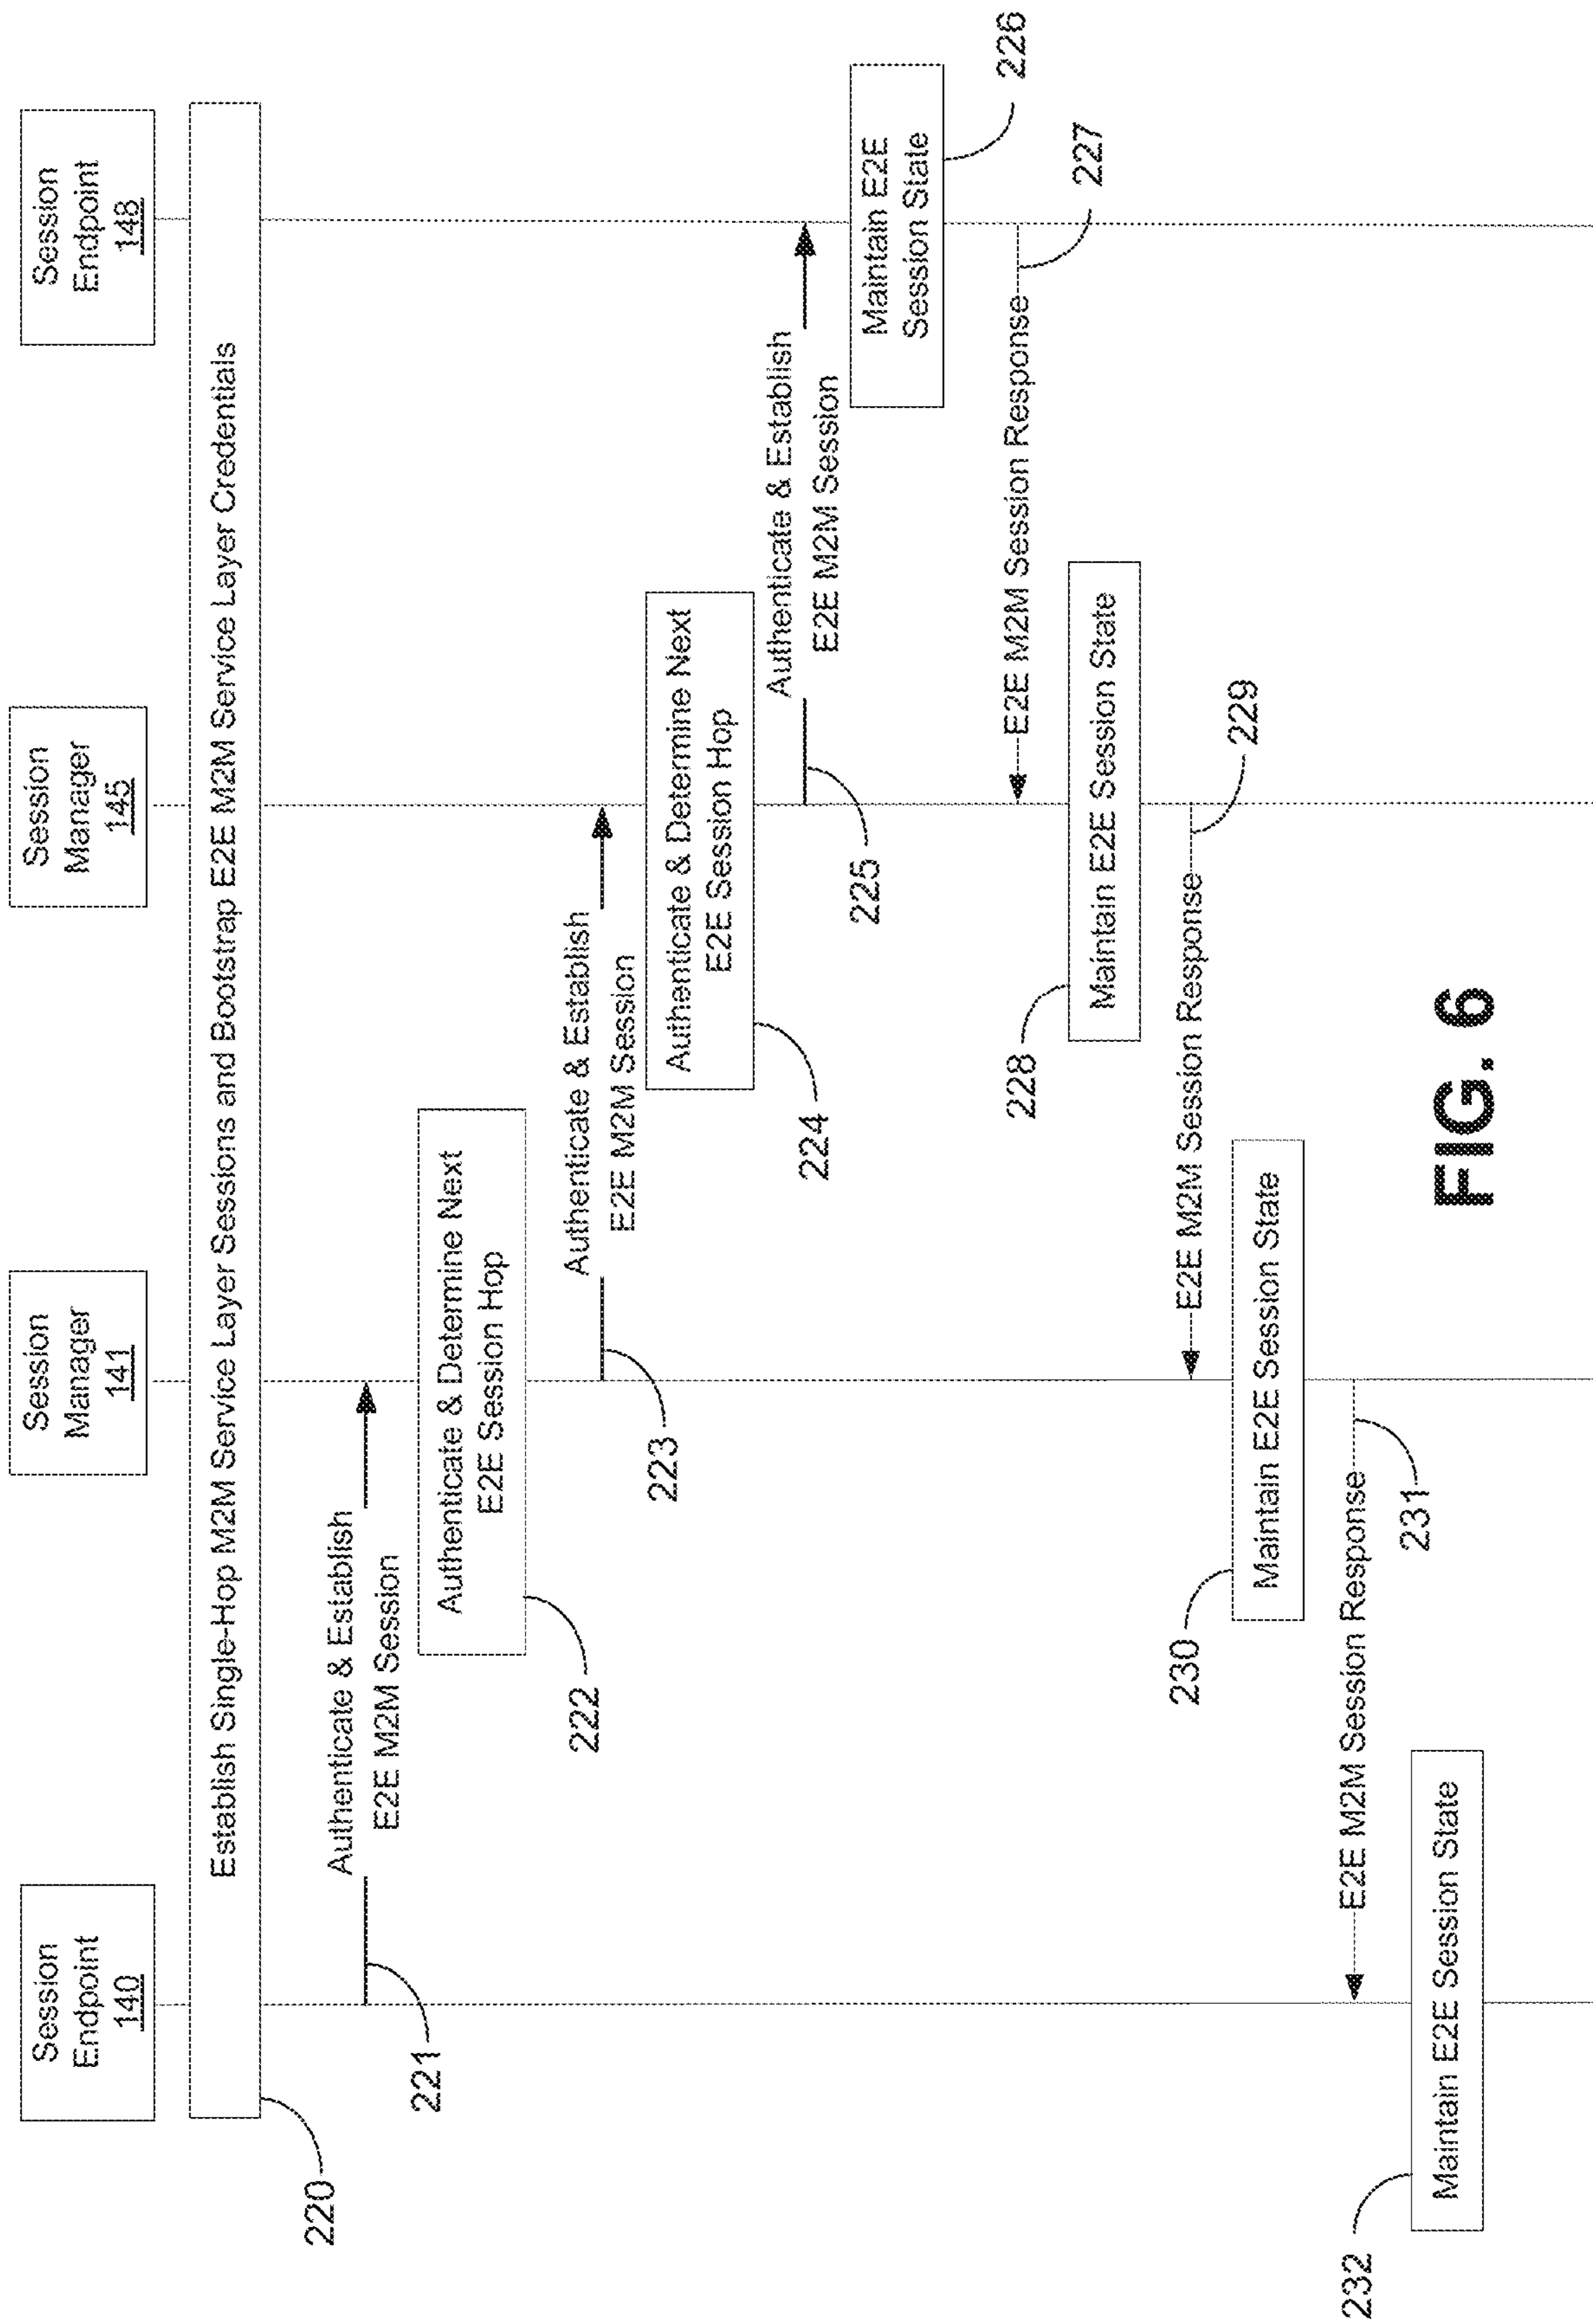 Session
Endpoint
140
Session
Manager
141
Session
Manager
145
Session
Endpoint
148
Establish Single-Hop M2M Service Layer Sessions and Bootstrap E2E M2M Service Layer Credentials
220
Authenticate & Establish
E2E M2M Session
221
Authenticate & Determine Next
E2E Session Hop
222
Authenticate & Establish
E2E M2M Session
223
Authenticate & Determine Next
E2E Session Hop
224
Authenticate & Establish
E2E M2M Session
225
Maintain E2E
Session State
226
E2E M2M Session Response
227
Maintain E2E Session State
228
E2E M2M Session Response
229
Maintain E2E Session State
230
E2E M2M Session Response
231
Maintain E2E Session State
232
FIG. 6